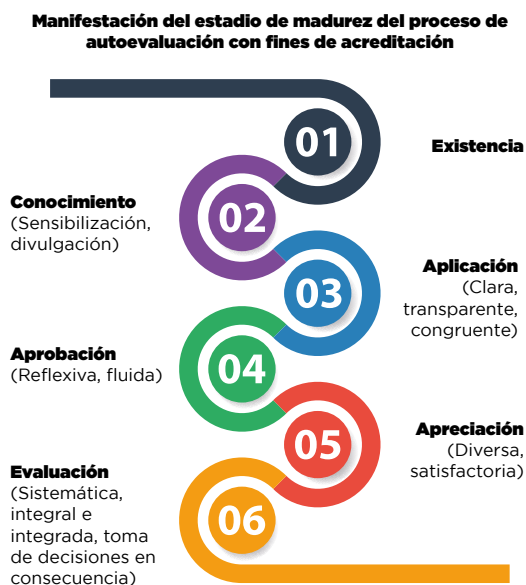 Manifestación del estadio de madurez del proceso de
autoevaluación con fines de acreditación
01
Existencia
Conocimiento
(Sensibilización,
divulgación)
02
03
Aplicación
(Clara,
transparente,
congruente)
Aprobación
(Reflexiva, fluida)
04
05
Apreciación
(Diversa,
satisfactoria)
Evaluación
(Sistemática,
integral e
integrada, toma
de decisiones en
consecuencia)
06